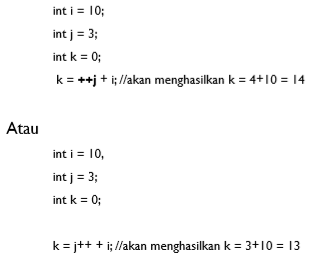 int i = 10;
int j = 3;
int k = 0;
k = ++j + i; //akan menghasilkan k = 4+10 = 14
Atau
int i = 10,
int j = 3;
int k = 0;
k = j++ + i; //akan menghasilkan k = 3+10 = 13